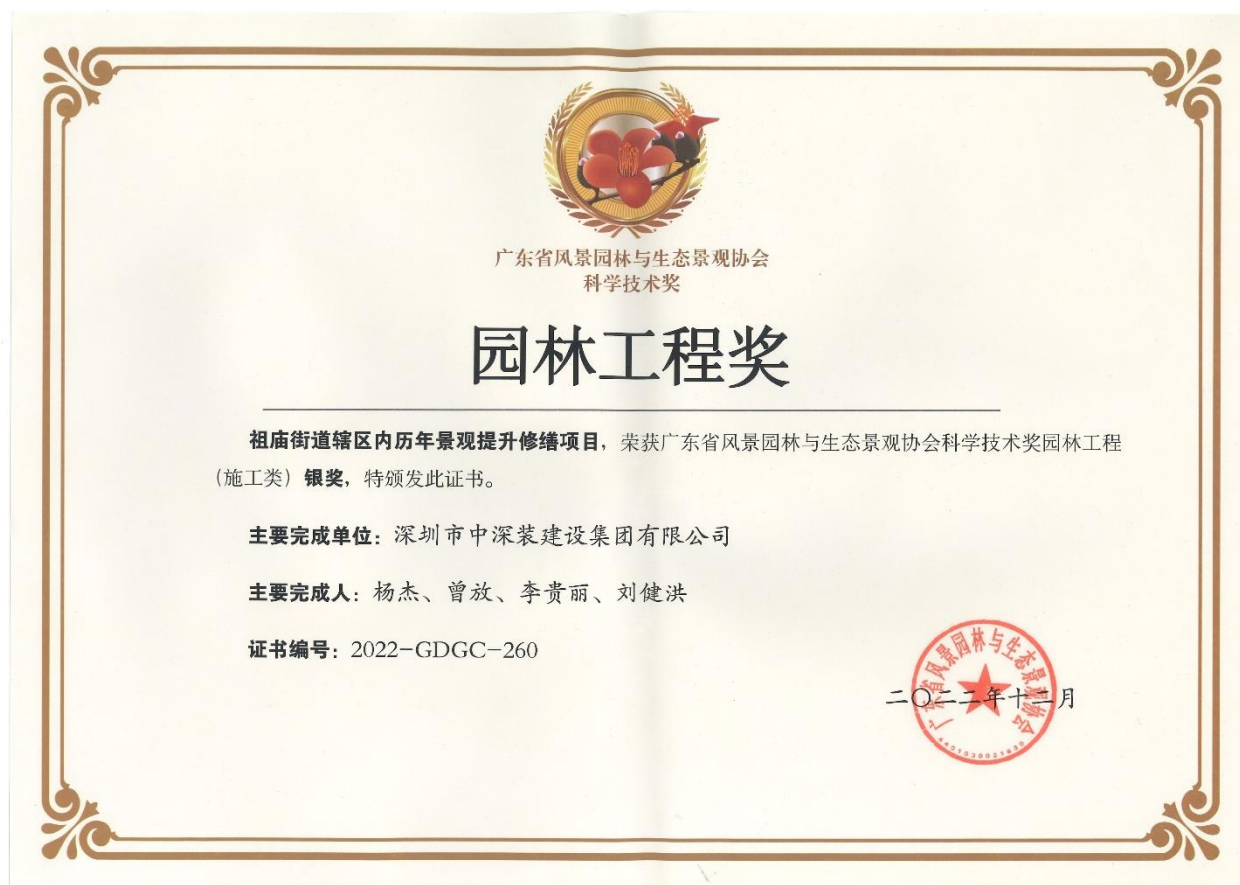 广东省风景园林与生态景观协会
科学技术奖
园林工程奖
祖庙街道辖区内历年景观提升修缮项目，荣获广东省风景园林与生态景观协会科学技术奖园林工程
（施工类）银奖，特颁发此证书。
主要完成单位：深圳市中深装建设集团有限公司
主要完成人：杨杰、曾放、李贵丽、刘健洪
证书编号：2022-GDGC-260
广东省风景园林与生态景观协会
二〇二二年十二月